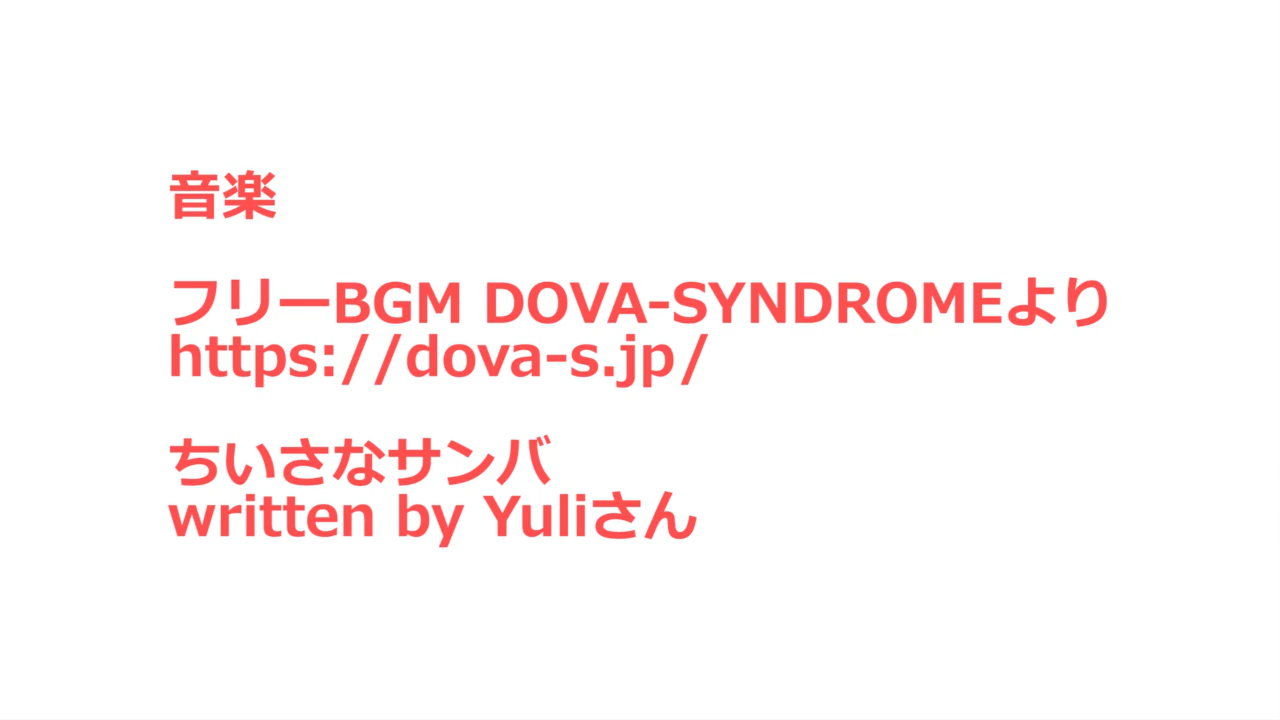 音楽
フリーBGM DOVA-SYNDROMEより
https://dova-s.jp/
ちいさなサンバ
written by Yuliさん